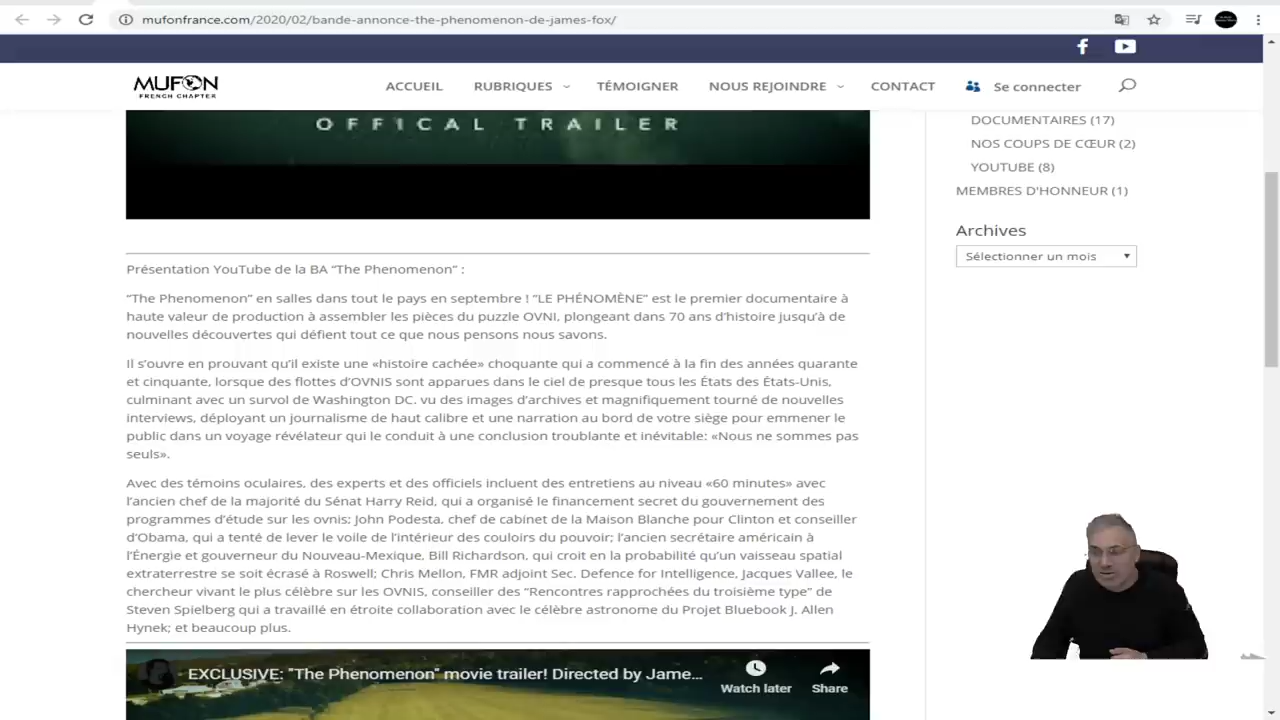 mufonfrance.com/2020/02/bande-annonce-the-phenomenon-de-james-fox/
MUFON
FRENCH CHAPTER
ACCUEIL
RUBRIQUES
TÉMOIGNER
NOUS REJOINDRE
CONTACT
Se connecter
OFFICAL TRAILER
DOCUMENTAIRES (17)
NOS COUPS DE CŒUR (2)
YOUTUBE (8)
MEMBRES D'HONNEUR (1)
Archives
Sélectionner un mois
Présentation YouTube de la BA “The Phenomenon” :
“The Phenomenon” en salles dans tout le pays en septembre ! “LE PHÉNOMÈNE” est le premier documentaire à
haute valeur de production à assembler les pièces du puzzle OVNI, plongeant dans 70 ans d’histoire jusqu’à de
nouvelles découvertes qui défient tout ce que nous pensons nous savons.
Il s’ouvre en prouvant qu’il existe une «histoire cachée» choquante qui a commencé à la fin des années quarante
et cinquante, lorsque des flottes d’OVNIS sont apparues dans le ciel de presque tous les États des États-Unis,
culminant avec un survol de Washington DC. vu des images d’archives et magnifiquement tourné de nouvelles
interviews, déployant un journalisme de haut calibre et une narration au bord de votre siège pour emmener le
public dans un voyage révélateur qui le conduit à une conclusion troublante et inévitable: «Nous ne sommes pas
seuls».
Avec des témoins oculaires, des experts et des officiels incluent des entretiens au niveau «60 minutes» avec
l’ancien chef de la majorité du Sénat Harry Reid, qui a organisé le financement secret du gouvernement des
programmes d’étude sur les ovnis; John Podesta, chef de cabinet de la Maison Blanche pour Clinton et conseiller
d’Obama, qui a tenté de lever le voile de l’intérieur des couloirs du pouvoir; l’ancien secrétaire américain à
l’Énergie et gouverneur du Nouveau-Mexique, Bill Richardson, qui croit en la probabilité qu’un vaisseau spatial
extraterrestre se soit écrasé à Roswell; Chris Mellon, FMR adjoint Sec. Defence for Intelligence, Jacques Vallee, le
chercheur vivant le plus célèbre sur les OVNIS, conseiller des “Rencontres rapprochées du troisième type” de
Steven Spielberg qui a travaillé en étroite collaboration avec le célèbre astronome du Projet Bluebook J. Allen
Hynek; et beaucoup plus.
EXCLUSIVE: "The Phenomenon" movie trailer! Directed by Jame...
Watch later
Share